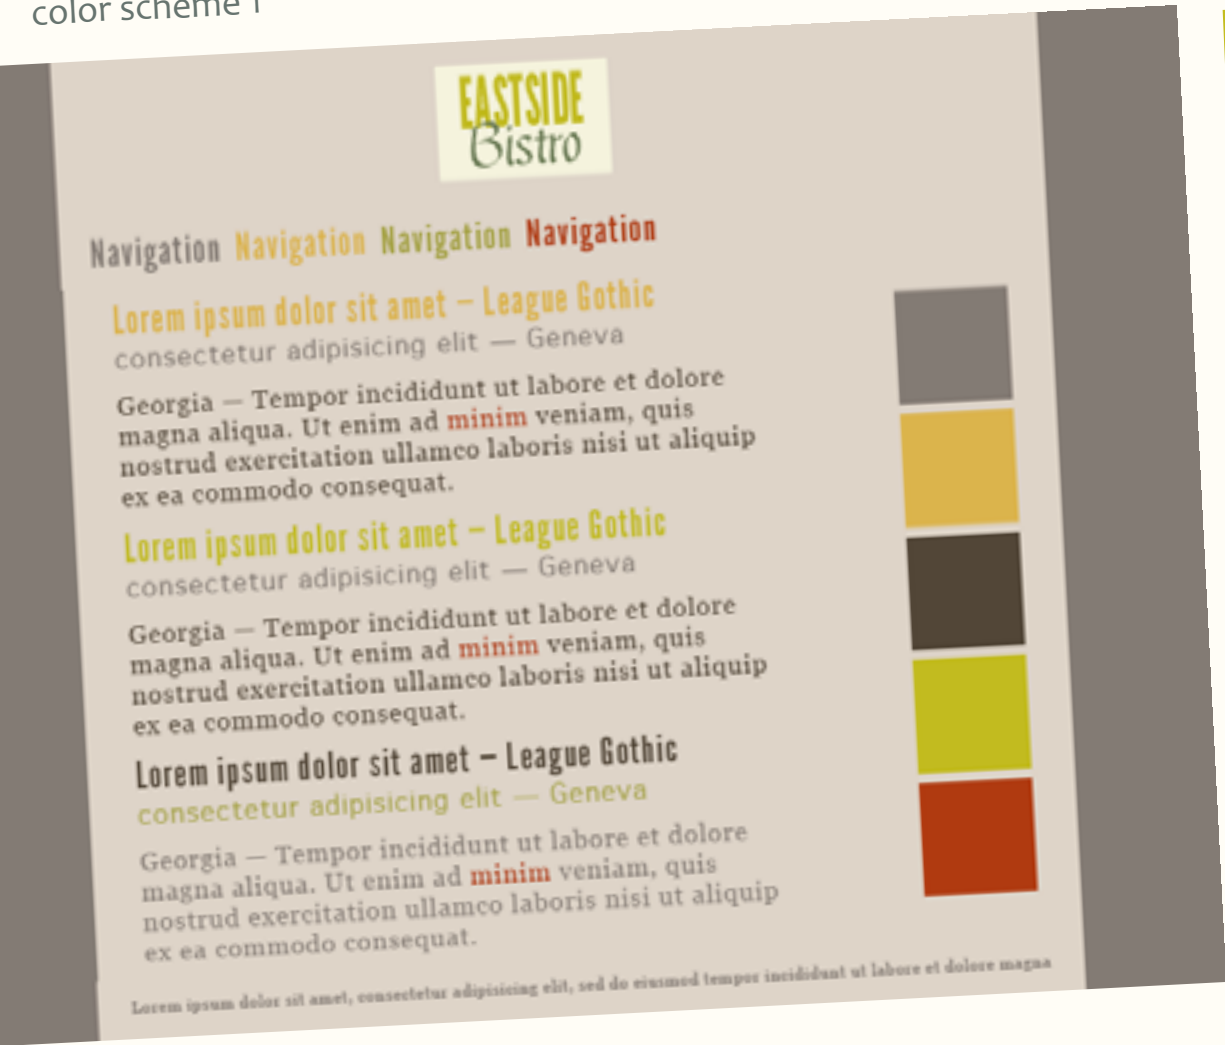 color scheme 1
EASTSIDE
Bistro
Navigation Navigation Navigation Navigation
Lorem ipsum dolor sit amet – League Gothic
consectetur adipisicing elit — Geneva
Georgia — Tempor incididunt ut labore et dolore
magna aliqua. Ut enim ad minim veniam, quis
nostrud exercitation ullamco laboris nisi ut aliquip
ex ea commodo consequat.
Lorem ipsum dolor sit amet – League Gothic
consectetur adipisicing elit — Geneva
Georgia — Tempor incididunt ut labore et dolore
magna aliqua. Ut enim ad minim veniam, quis
nostrud exercitation ullamco laboris nisi ut aliquip
ex ea commodo consequat.
Lorem ipsum dolor sit amet – League Gothic
consectetur adipisicing elit — Geneva
Georgia — Tempor incididunt ut labore et dolore
magna aliqua. Ut enim ad minim veniam, quis
nostrud exercitation ullamco laboris nisi ut aliquip
ex ea commodo consequat.
Lorem ipsum dolor sit amet, consectetur adipisicing elit, sed do eiusmod tempor incididunt ut labore et dolore magna